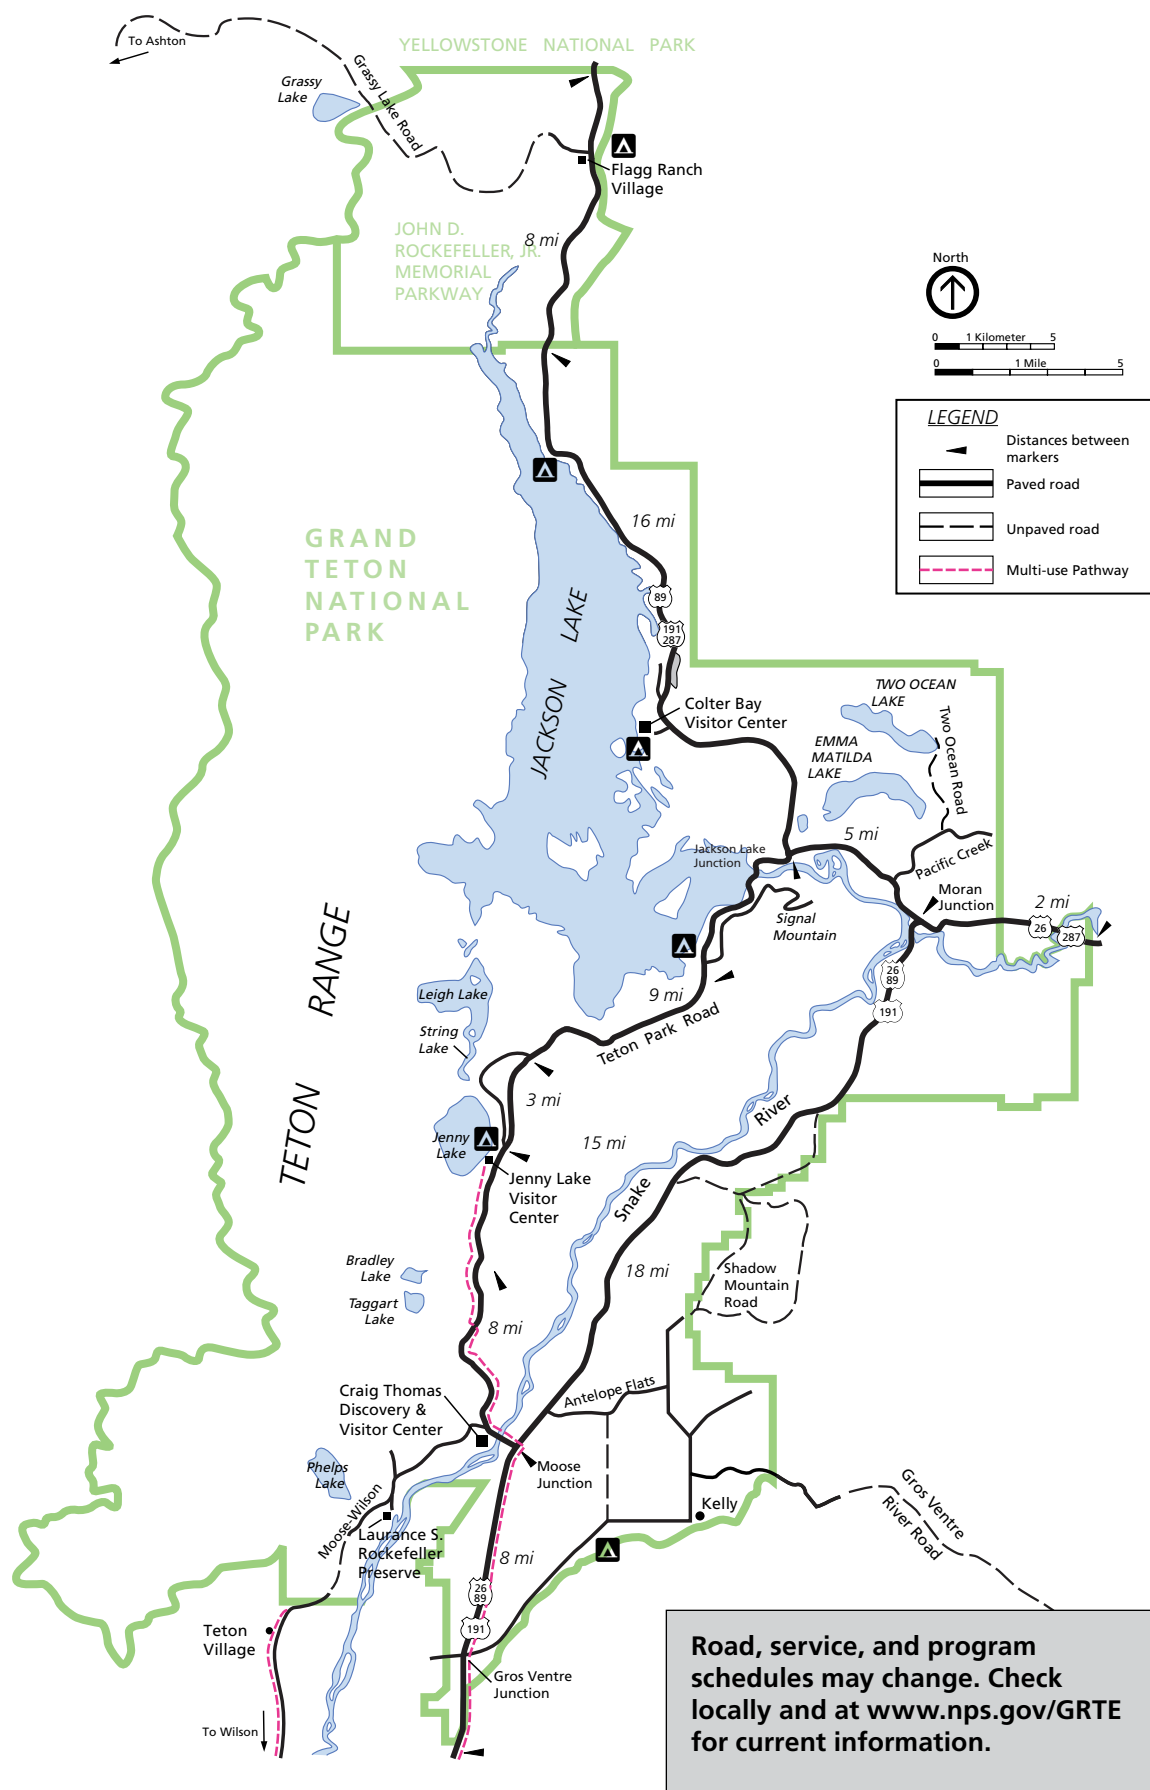 To Ashton
YELLOWSTONE NATIONAL PARK
Grassy
Lake
Grassy Lake Road
Flagg Ranch
Village
JOHN D.
ROCKEFELLER, JR.
MEMORIAL
PARKWAY
8 mi
North
0 1 Kilometer 5
0 1 Mile 5
LEGEND
Distances between
markers
Paved road
Unpaved road
Multi-use Pathway
16 mi
GRAND
TETON
NATIONAL
PARK
89
191
287
JACKSON LAKE
Colter Bay
Visitor Center
TWO OCEAN
LAKE
Two Ocean Road
EMMA
MATILDA
LAKE
5 mi
Jackson Lake
Junction
Pacific Creek
Moran
Junction
2 mi
26
287
Signal
Mountain
26
89
191
TETON RANGE
Leigh Lake
String
Lake
9 mi
Teton Park Road
3 mi
Jenny
Lake
15 mi
Snake River
Jenny Lake
Visitor
Center
Bradley
Lake
Taggart
Lake
18 mi
Shadow
Mountain
Road
8 mi
Craig Thomas
Discovery &
Visitor Center
Antelope Flats
Moose
Junction
Phelps
Lake
Moose-Wilson
Laurance S.
Rockefeller
Preserve
Kelly
Gros Ventre
River Road
8 mi
26
89
191
Teton
Village
Gros Ventre
Junction
To Wilson
Road, service, and program
schedules may change. Check
locally and at www.nps.gov/GRTE
for current information.